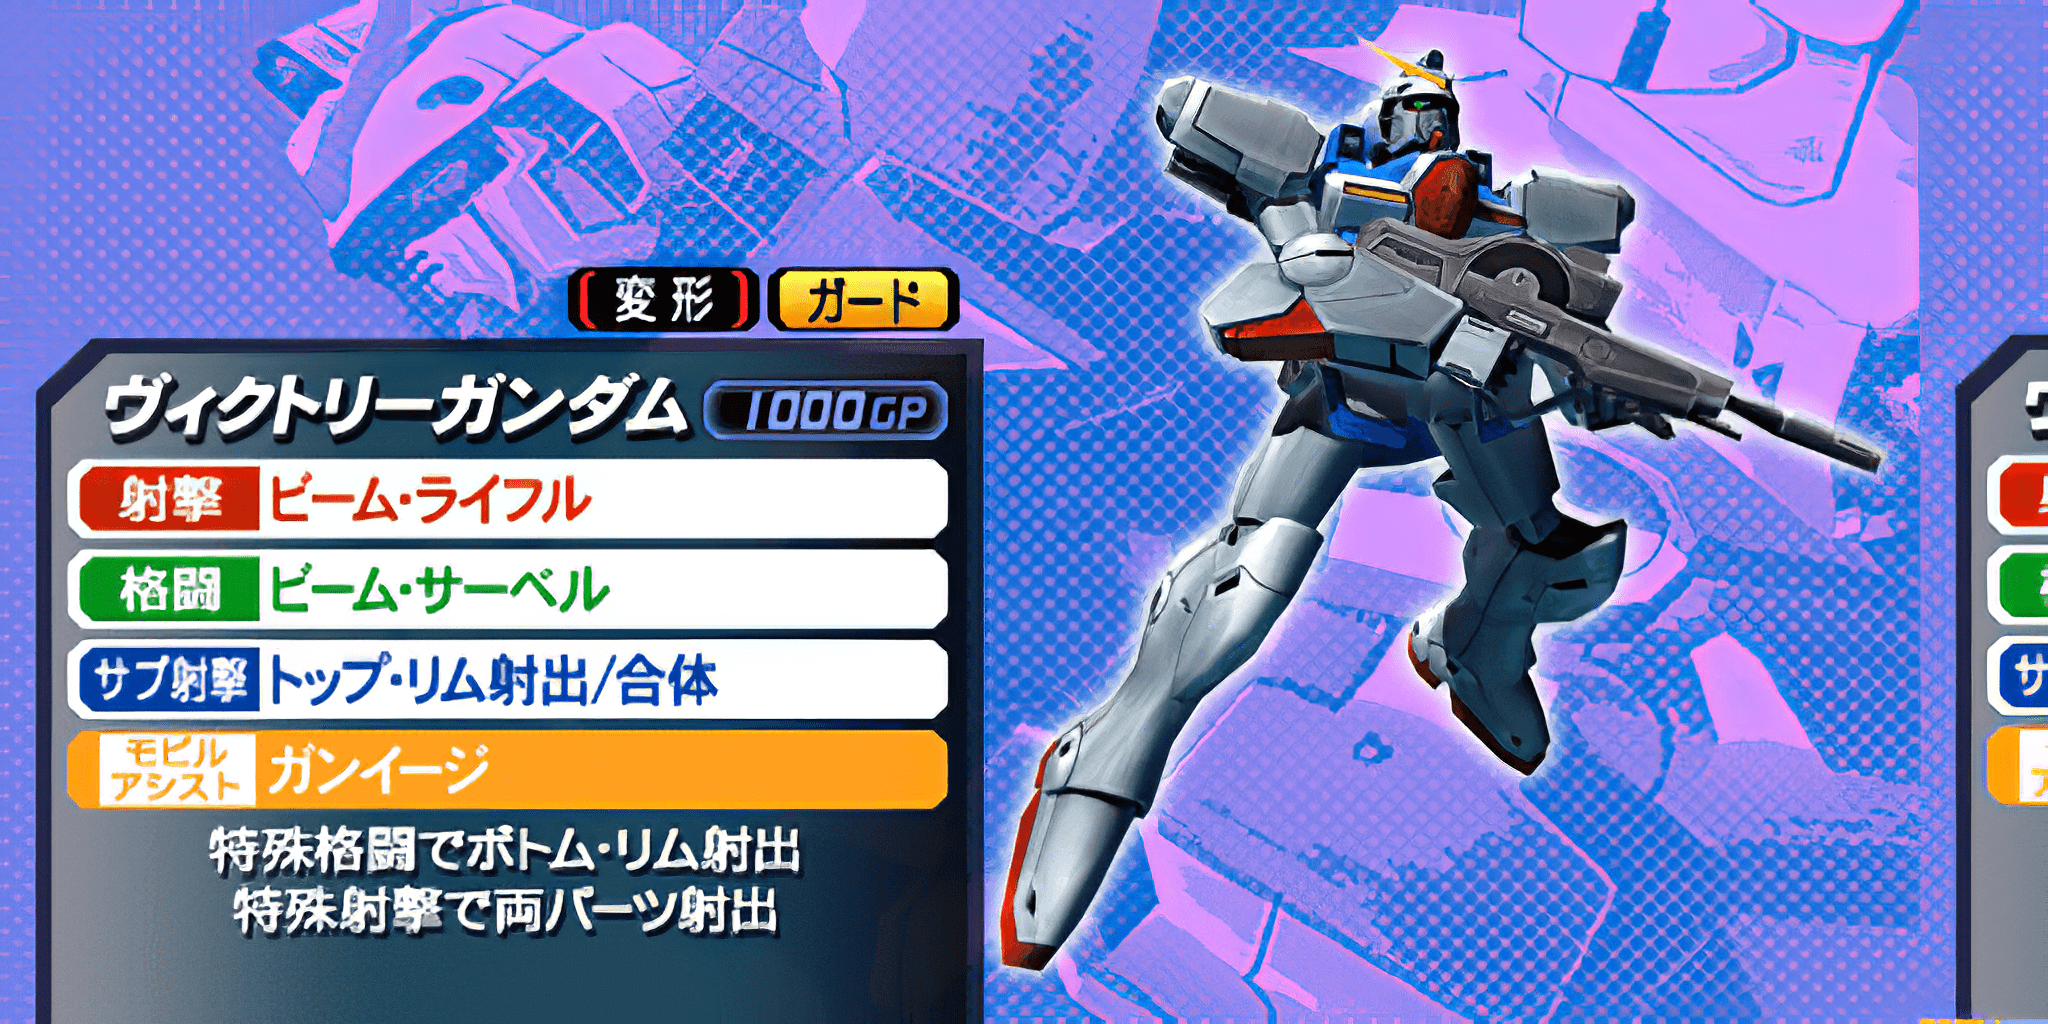 変形 ガード
ヴィクトリーガンダム 1000GP
射撃 ビーム・ライフル
格闘 ビーム・サーベル
サブ射撃 トップ・リム射出/合体
モビル
アシスト
ガンイージ
特殊格闘でボトム・リム射出
特殊射撃で両パーツ射出